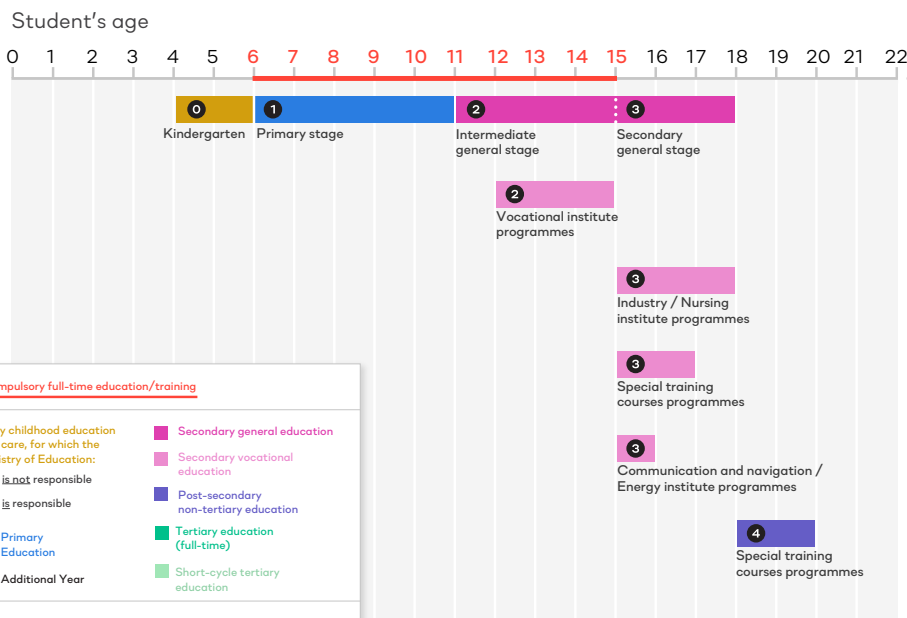 Student's age
0 1 2 3 4 5 6 7 8 9 10 11 12 13 14 15 16 17 18 19 20 21 22
0 1 2 3
Kindergarten Primary stage Intermediate general stage Secondary general stage
2
Vocational institute
programmes
3
Industry / Nursing
institute programmes
3
Special training
courses programmes
3
Communication and navigation /
Energy institute programmes
4
Special training
courses programmes
mpulsory full-time education/training
y childhood education
care, for which the
istry of Education:
is not responsible
is responsible
Primary
Education
Additional Year
Secondary general education
Secondary vocational
education
Post-secondary
non-tertiary education
Tertiary education
(full-time)
Short-cycle tertiary
education